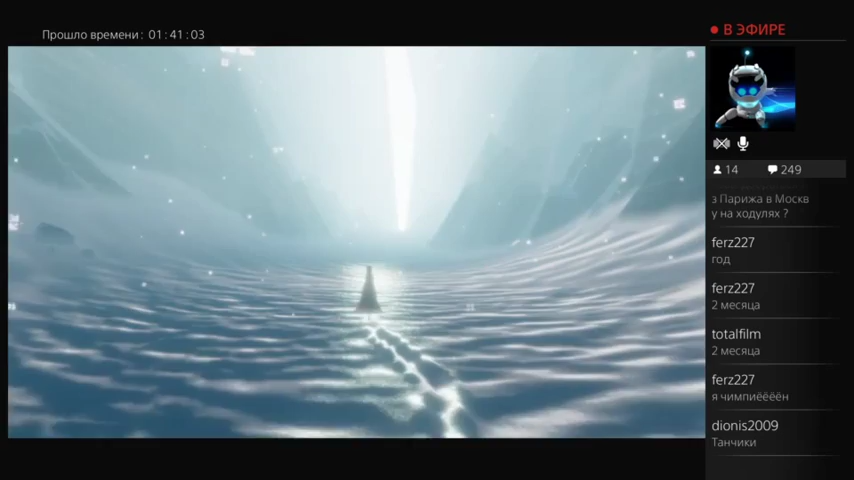 Прошло времени: 01:41:03
В ЭФИРЕ
14 249
з Парижа в Москв
у на ходулях ?
ferz227
год
ferz227
2 месяца
totalfilm
2 месяца
ferz227
я чимпиёёёён
dionis2009
Танчики